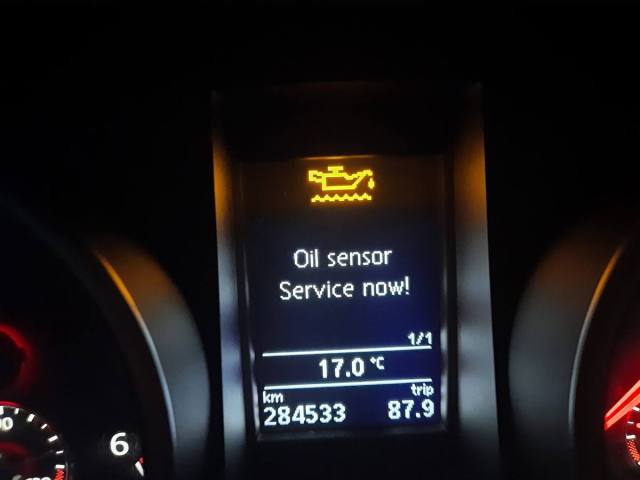 Oil sensor
Service now!
1/1
17.0 °C
km trip
284533 87.9
6